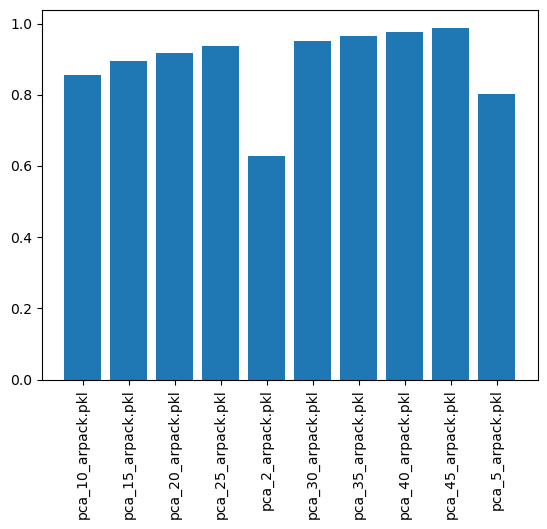 1.0
0.8
0.6
0.4
0.2
0.0
pca_10_arpack.pkl
pca_15_arpack.pkl
pca_20_arpack.pkl
pca_25_arpack.pkl
pca_2_arpack.pkl
pca_30_arpack.pkl
pca_35_arpack.pkl
pca_40_arpack.pkl
pca_45_arpack.pkl
pca_5_arpack.pkl